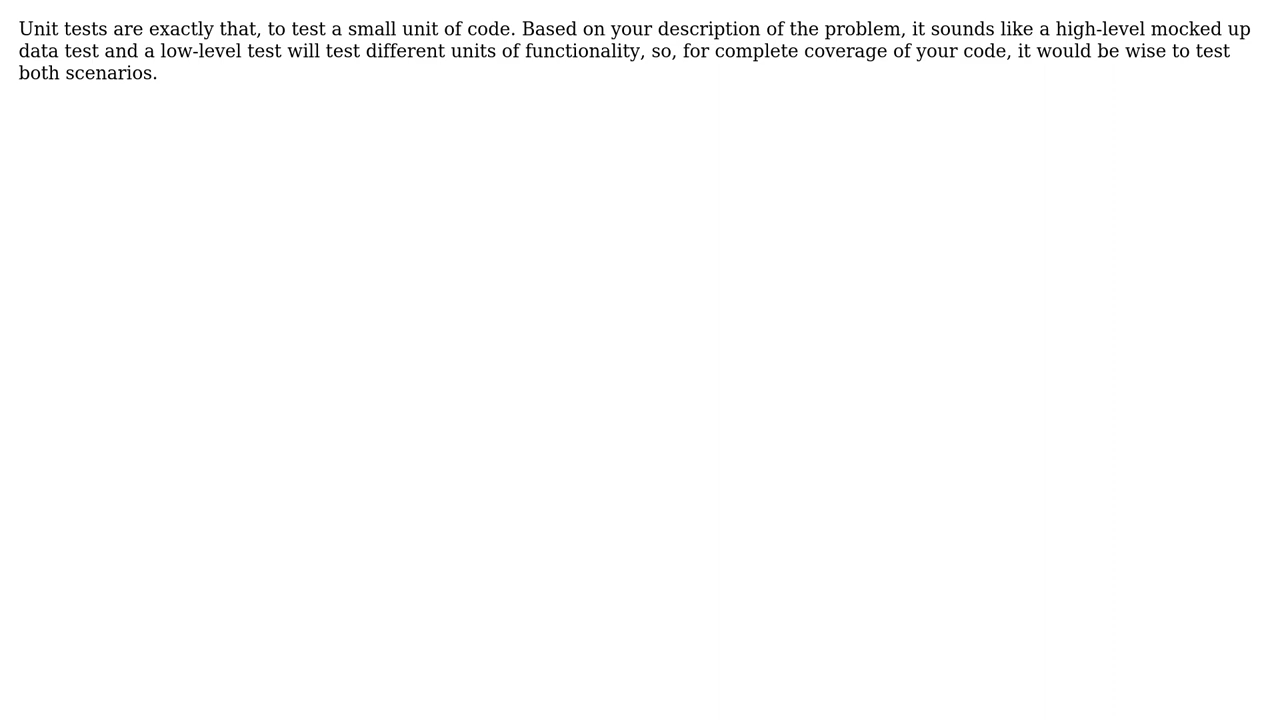 Unit tests are exactly that, to test a small unit of code. Based on your description of the problem, it sounds like a high-level mocked up
data test and a low-level test will test different units of functionality, so, for complete coverage of your code, it would be wise to test
both scenarios.